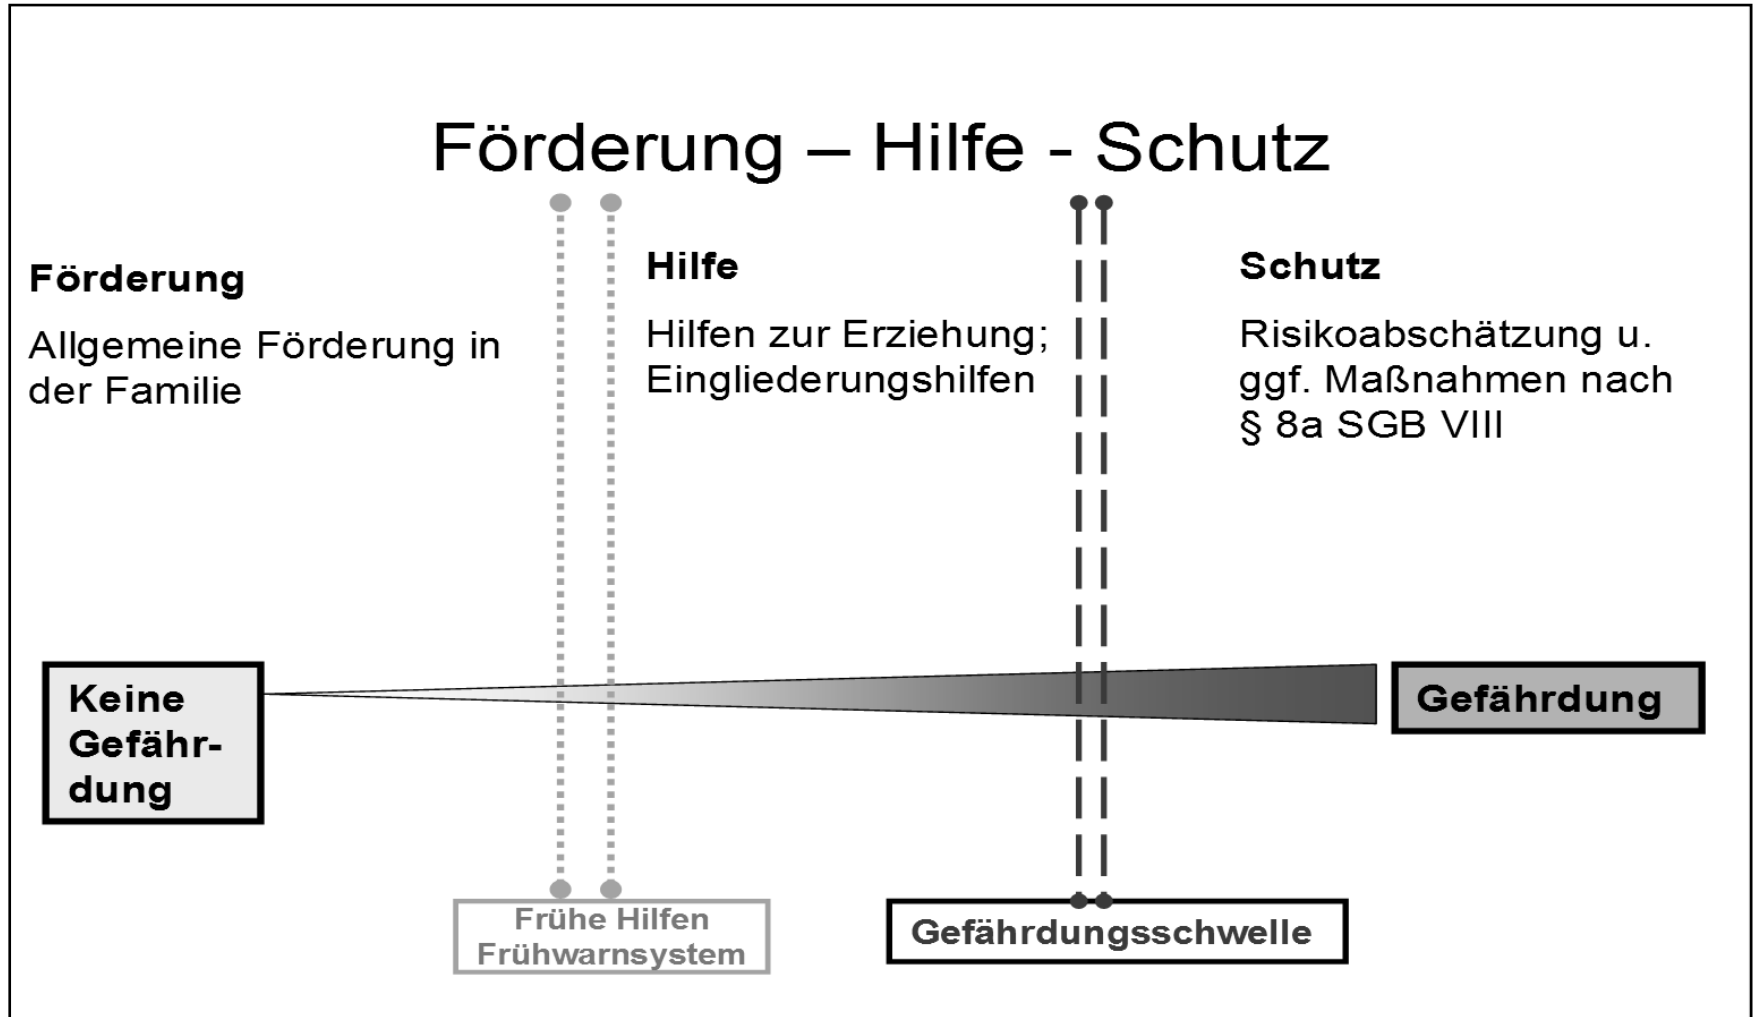 Förderung – Hilfe - Schutz
Förderung
Allgemeine Förderung in
der Familie
Hilfe
Hilfen zur Erziehung;
Eingliederungshilfen
Schutz
Risikoabschätzung u.
ggf. Maßnahmen nach
§ 8a SGB VIII
Keine
Gefähr-
dung
Gefährdung
Frühe Hilfen
Frühwarnsystem
Gefährdungsschwelle